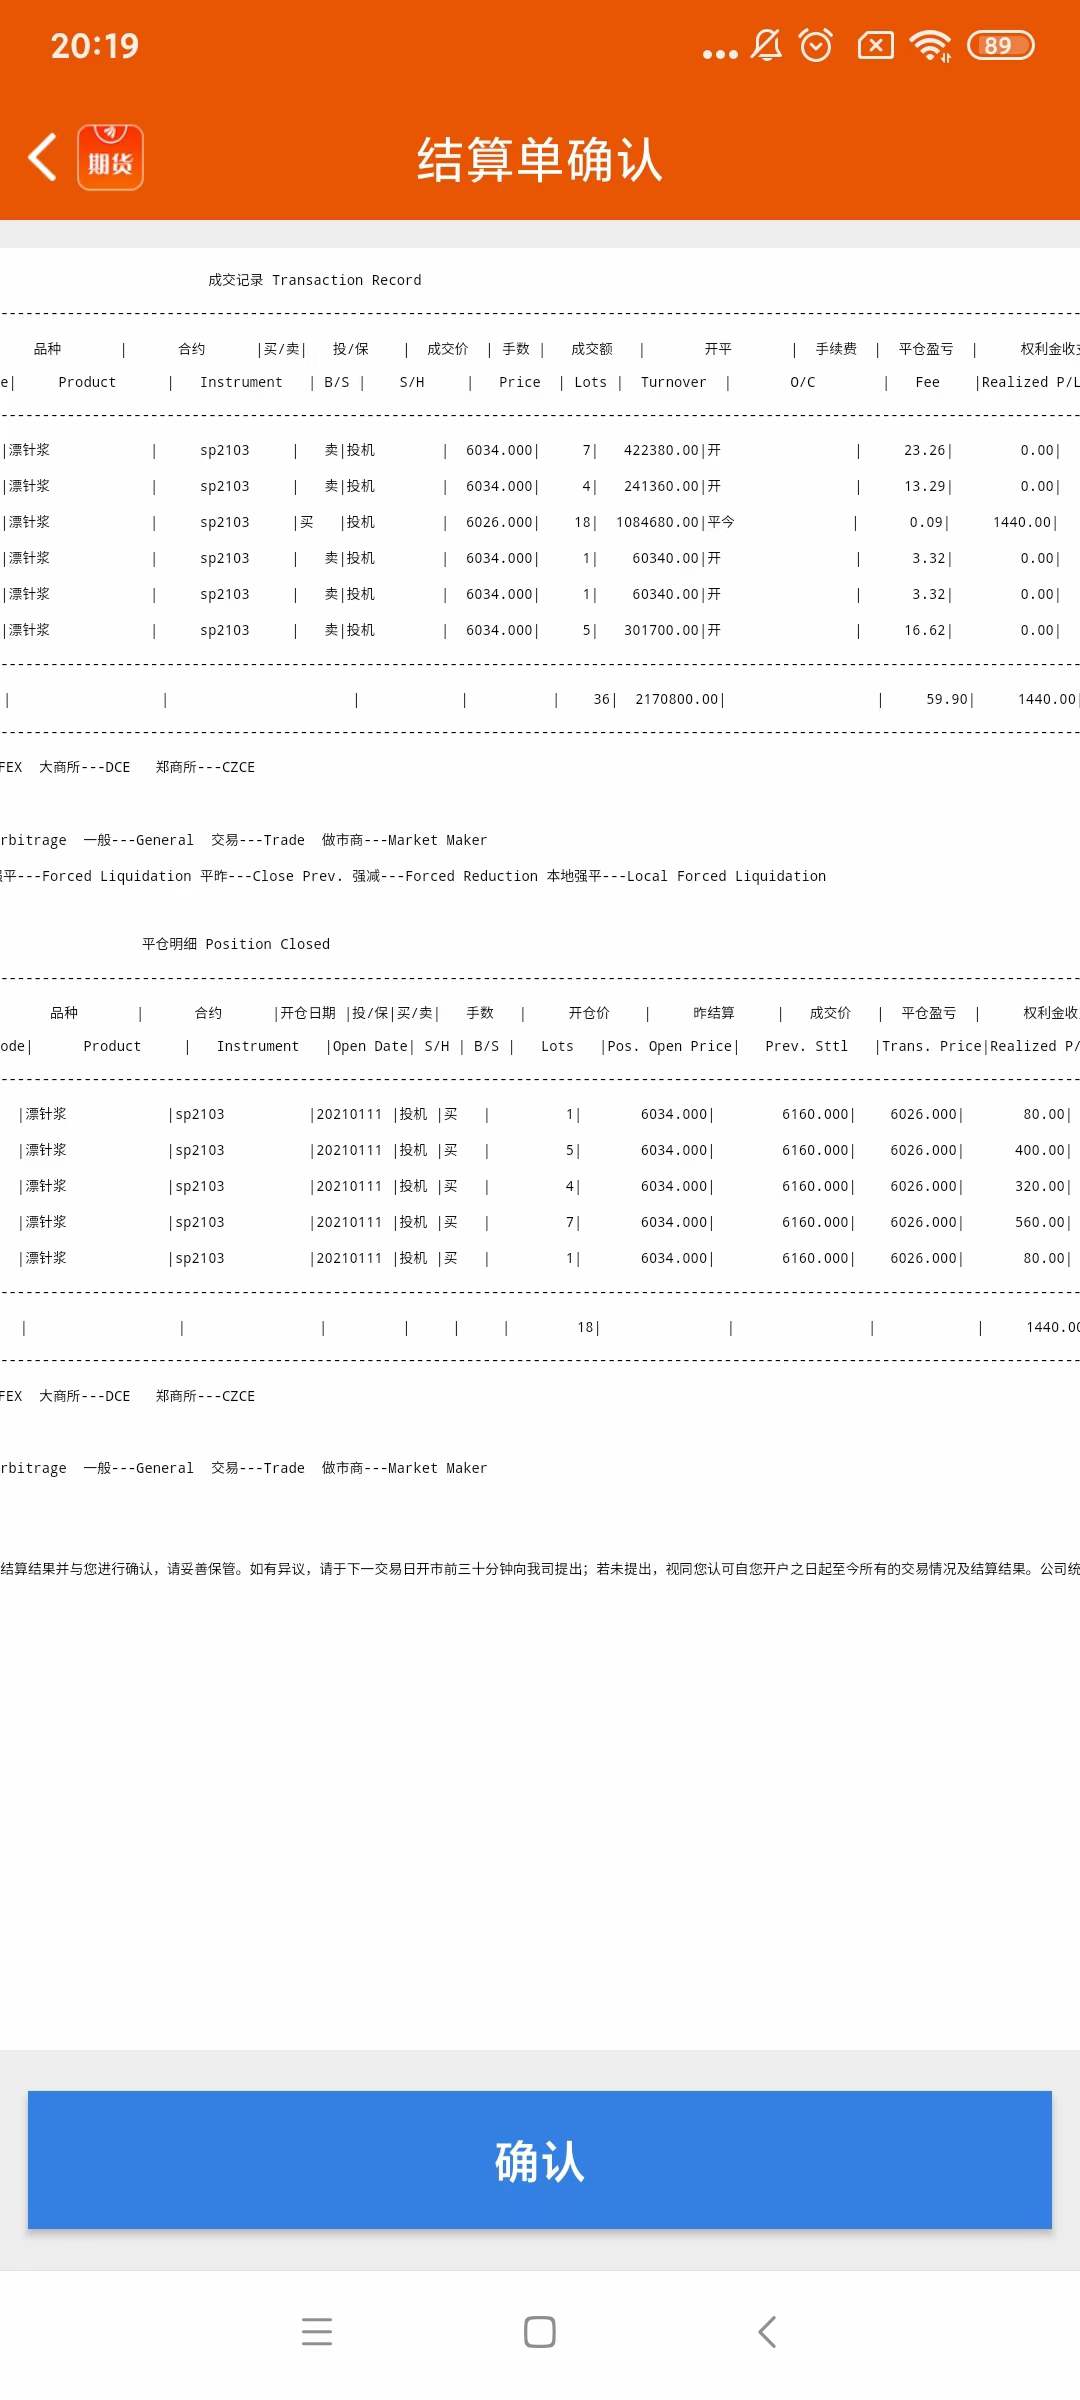 20:19
89
期货
结算单确认
成交记录 Transaction Record
品种 | 合约 |买/卖| 投/保 | 成交价 | 手数 | 成交额 | 开平 | 手续费 | 平仓盈亏 | 权利金收支
e| Product | Instrument | B/S | S/H | Price | Lots | Turnover | O/C | Fee |Realized P/L
|漂针浆 | sp2103 | 卖|投机 | 6034.000| 7| 422380.00|开 | 23.26| 0.00|
|漂针浆 | sp2103 | 卖|投机 | 6034.000| 4| 241360.00|开 | 13.29| 0.00|
|漂针浆 | sp2103 |买 |投机 | 6026.000| 18| 1084680.00|平今 | 0.09| 1440.00|
|漂针浆 | sp2103 | 卖|投机 | 6034.000| 1| 60340.00|开 | 3.32| 0.00|
|漂针浆 | sp2103 | 卖|投机 | 6034.000| 1| 60340.00|开 | 3.32| 0.00|
|漂针浆 | sp2103 | 卖|投机 | 6034.000| 5| 301700.00|开 | 16.62| 0.00|
| | | | | 36| 2170800.00| | 59.90| 1440.00|
FEX 大商所---DCE 郑商所---CZCE
rbitrage 一般---General 交易---Trade 做市商---Market Maker
强平---Forced Liquidation 平昨---Close Prev. 强减---Forced Reduction 本地强平---Local Forced Liquidation
平仓明细 Position Closed
品种 | 合约 |开仓日期 |投/保|买/卖| 手数 | 开仓价 | 昨结算 | 成交价 | 平仓盈亏 | 权利金收
ode| Product | Instrument |Open Date| S/H | B/S | Lots |Pos. Open Price| Prev. Sttl |Trans. Price|Realized P/
|漂针浆 |sp2103 |20210111 |投机 |买 | 1| 6034.000| 6160.000| 6026.000| 80.00|
|漂针浆 |sp2103 |20210111 |投机 |买 | 5| 6034.000| 6160.000| 6026.000| 400.00|
|漂针浆 |sp2103 |20210111 |投机 |买 | 4| 6034.000| 6160.000| 6026.000| 320.00|
|漂针浆 |sp2103 |20210111 |投机 |买 | 7| 6034.000| 6160.000| 6026.000| 560.00|
|漂针浆 |sp2103 |20210111 |投机 |买 | 1| 6034.000| 6160.000| 6026.000| 80.00|
| | | | | | 18| | | | 1440.00
FEX 大商所---DCE 郑商所---CZCE
rbitrage 一般---General 交易---Trade 做市商---Market Maker
结算结果并与您进行确认，请妥善保管。如有异议，请于下一交易日开市前三十分钟向我司提出；若未提出，视同您认可自您开户之日起至今所有的交易情况及结算结果。公司统
确认